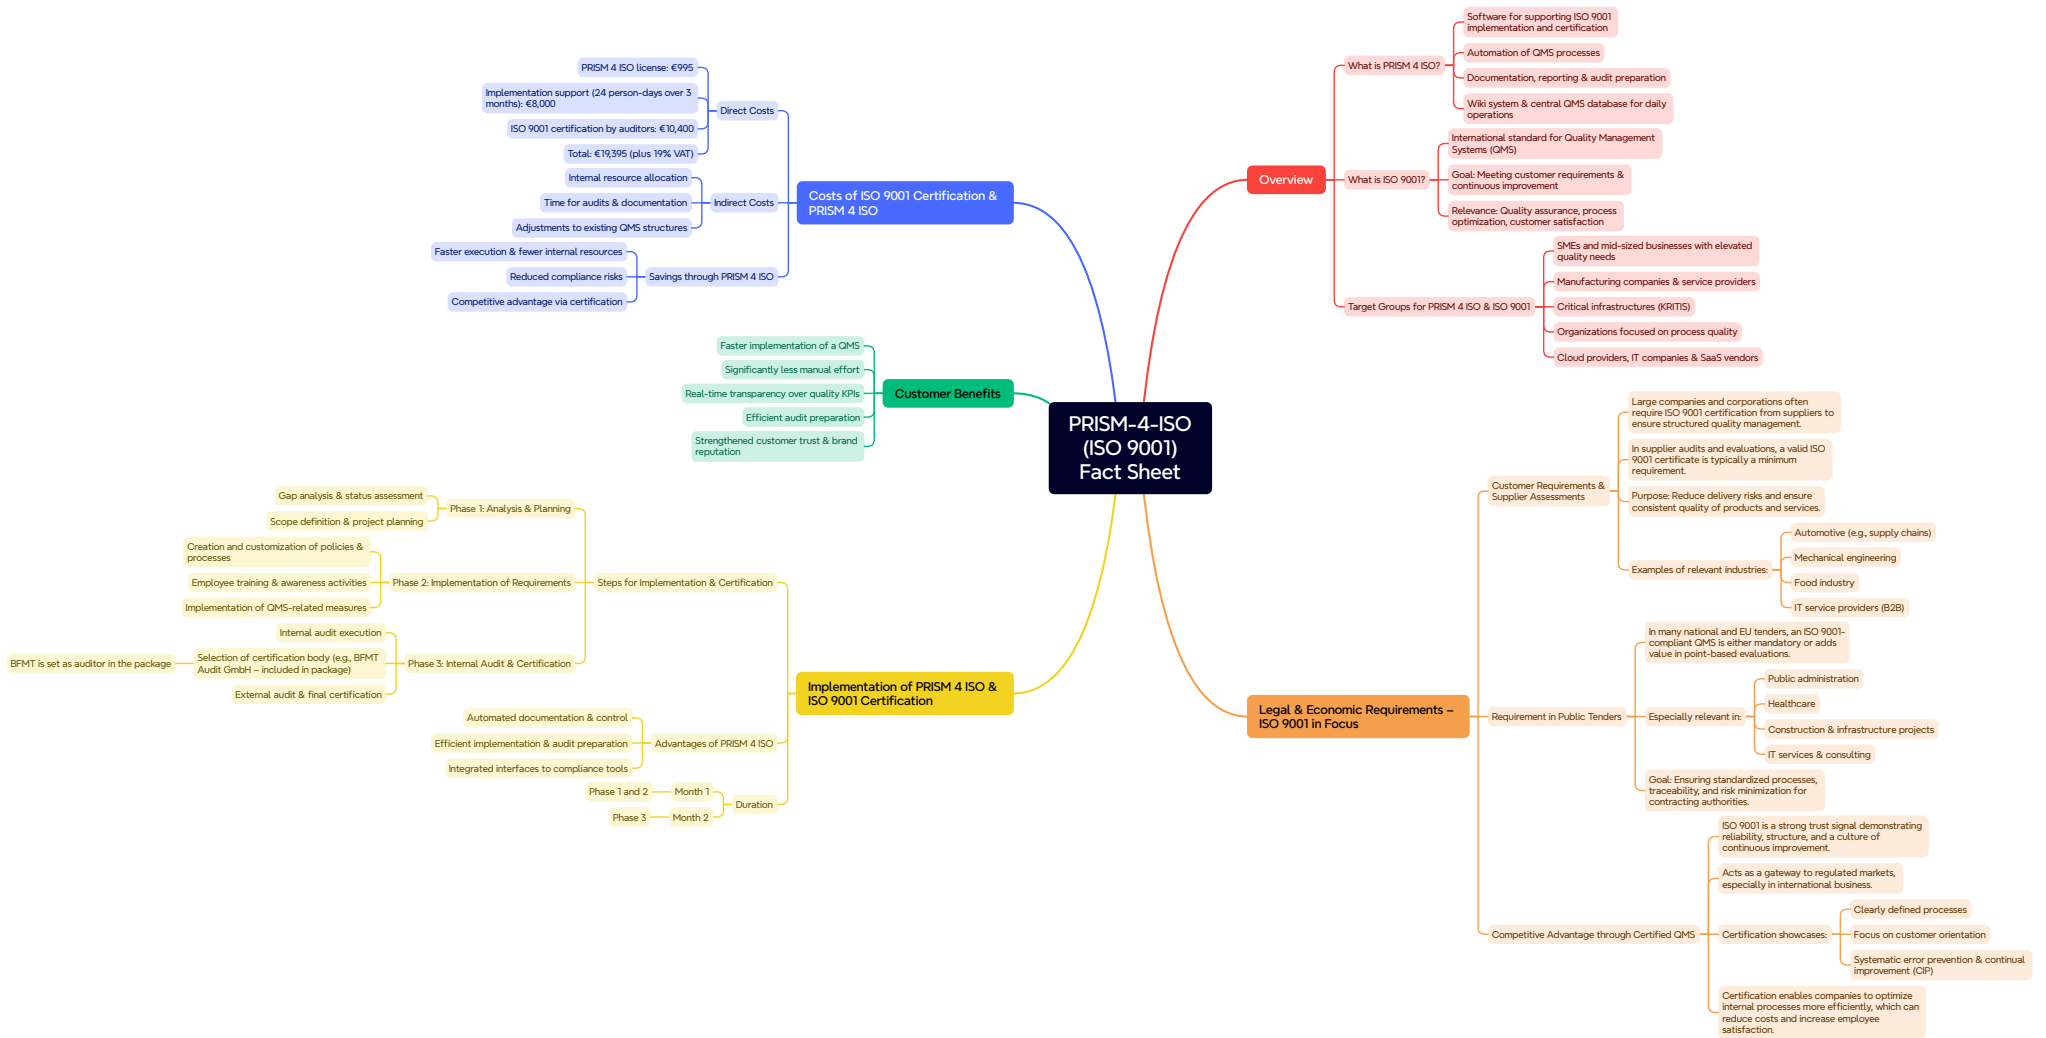 PRISM-4-ISO
(ISO 9001)
Fact Sheet
Overview
What is PRISM 4 ISO?
Software for supporting ISO 9001
implementation and certification
Automation of QMS processes
Documentation, reporting & audit preparation
Wiki system & central QMS database for daily
operations
What is ISO 9001?
International standard for Quality Management
Systems (QMS)
Goal: Meeting customer requirements &
continuous improvement
Relevance: Quality assurance, process
optimization, customer satisfaction
Target Groups for PRISM 4 ISO & ISO 9001
SMEs and mid-sized businesses with elevated
quality needs
Manufacturing companies & service providers
Critical infrastructures (KRITIS)
Organizations focused on process quality
Cloud providers, IT companies & SaaS vendors
Legal & Economic Requirements –
ISO 9001 in Focus
Customer Requirements &
Supplier Assessments
Large companies and corporations often
require ISO 9001 certification from suppliers to
ensure structured quality management.
In supplier audits and evaluations, a valid ISO
9001 certificate is typically a minimum
requirement.
Purpose: Reduce delivery risks and ensure
consistent quality of products and services.
Examples of relevant industries:
Automotive (e.g., supply chains)
Mechanical engineering
Food industry
IT service providers (B2B)
Requirement in Public Tenders
In many national and EU tenders, an ISO 9001-
compliant QMS is either mandatory or adds
value in point-based evaluations.
Especially relevant in:
Public administration
Healthcare
Construction & infrastructure projects
IT services & consulting
Goal: Ensuring standardized processes,
traceability, and risk minimization for
contracting authorities.
Competitive Advantage through Certified QMS
ISO 9001 is a strong trust signal demonstrating
reliability, structure, and a culture of
continuous improvement.
Acts as a gateway to regulated markets,
especially in international business.
Certification showcases:
Clearly defined processes
Focus on customer orientation
Systematic error prevention & continual
improvement (CIP)
Certification enables companies to optimize
internal processes more efficiently, which can
reduce costs and increase employee
satisfaction.
Costs of ISO 9001 Certification &
PRISM 4 ISO
Direct Costs
PRISM 4 ISO license: €995
Implementation support (24 person-days over 3
months): €8,000
ISO 9001 certification by auditors: €10,400
Total: €19,395 (plus 19% VAT)
Indirect Costs
Internal resource allocation
Time for audits & documentation
Adjustments to existing QMS structures
Savings through PRISM 4 ISO
Faster execution & fewer internal resources
Reduced compliance risks
Competitive advantage via certification
Customer Benefits
Faster implementation of a QMS
Significantly less manual effort
Real-time transparency over quality KPIs
Efficient audit preparation
Strengthened customer trust & brand
reputation
Implementation of PRISM 4 ISO &
ISO 9001 Certification
Steps for Implementation & Certification
Phase 1: Analysis & Planning
Gap analysis & status assessment
Scope definition & project planning
Phase 2: Implementation of Requirements
Creation and customization of policies &
processes
Employee training & awareness activities
Implementation of QMS-related measures
Phase 3: Internal Audit & Certification
Internal audit execution
Selection of certification body (e.g., BFMT
Audit GmbH – included in package)
BFMT is set as auditor in the package
External audit & final certification
Advantages of PRISM 4 ISO
Automated documentation & control
Efficient implementation & audit preparation
Integrated interfaces to compliance tools
Duration
Month 1
Phase 1 and 2
Month 2
Phase 3